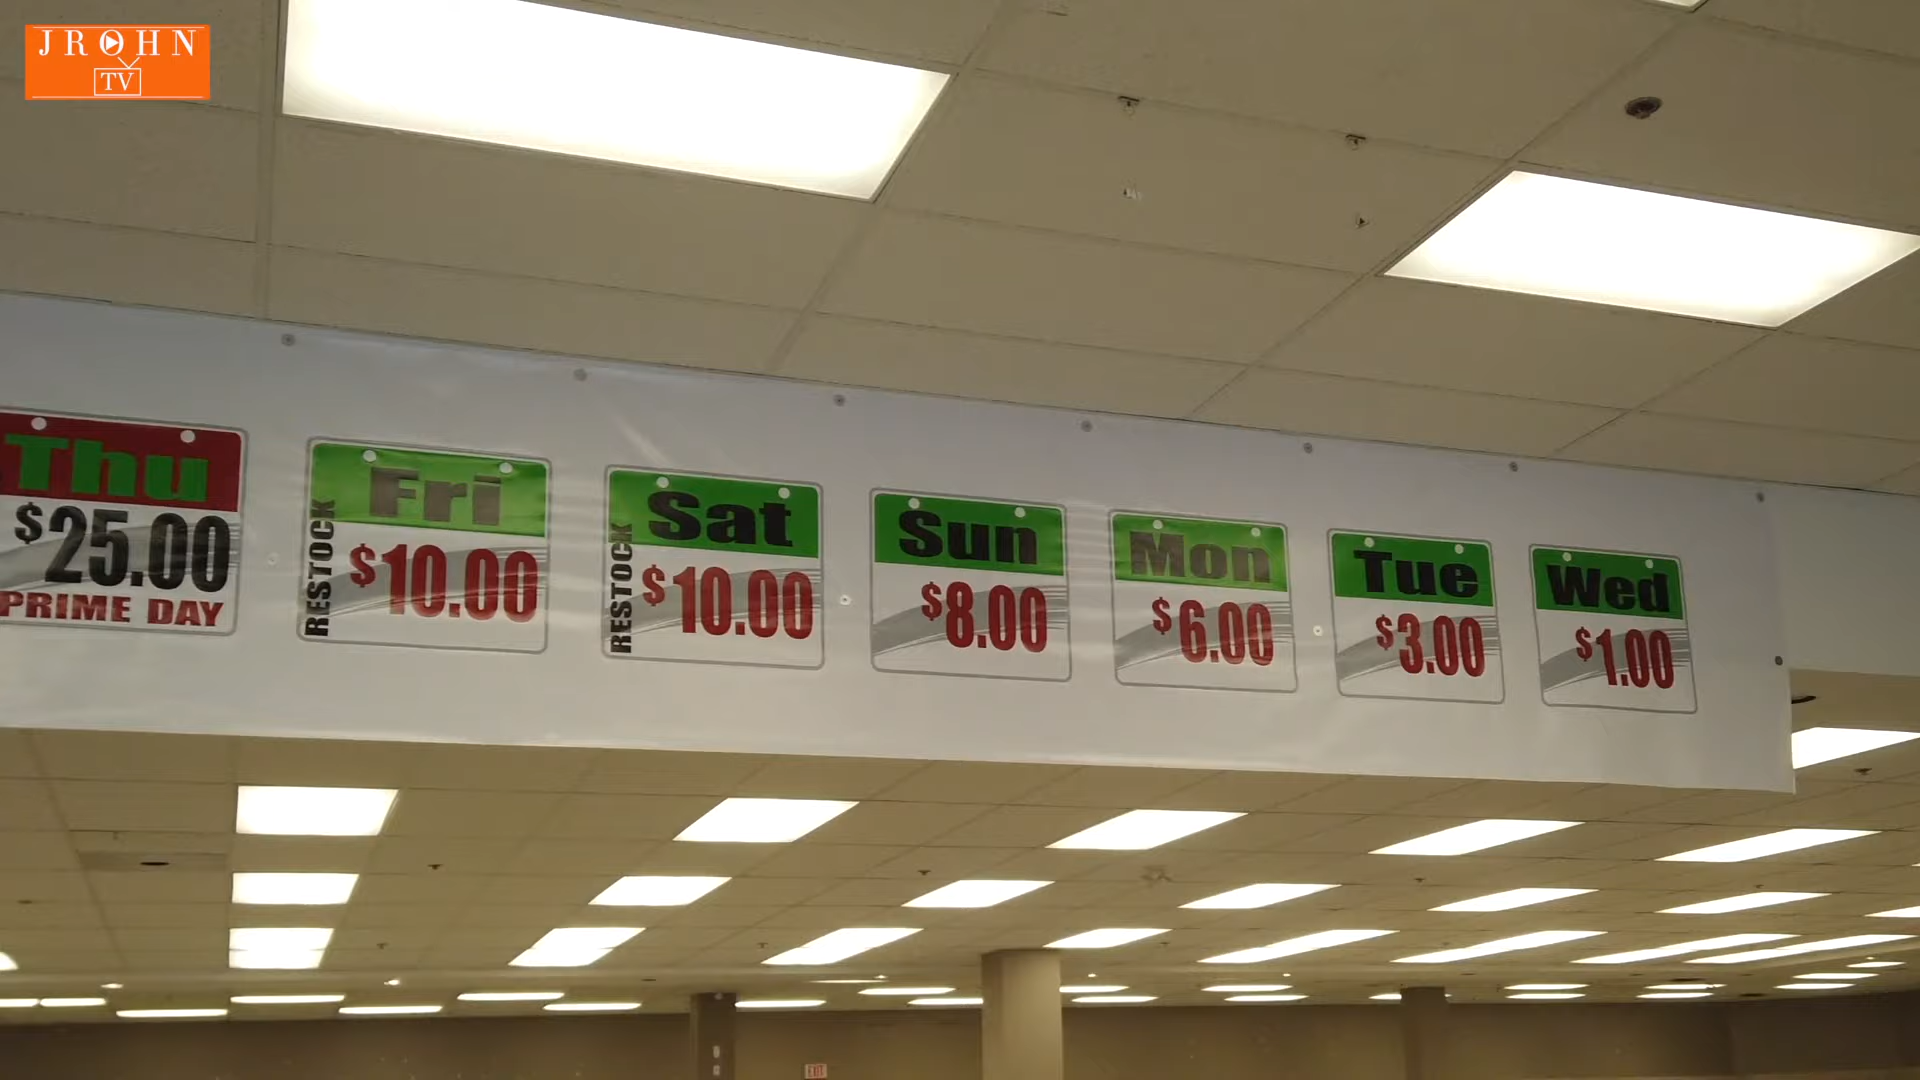 JROHN
TV
Thu
$25.00
PRIME DAY
RESTOCK
Fri
$10.00
RESTOCK
Sat
$10.00
Sun
$8.00
Mon
$6.00
Tue
$3.00
Wed
$1.00
EXIT